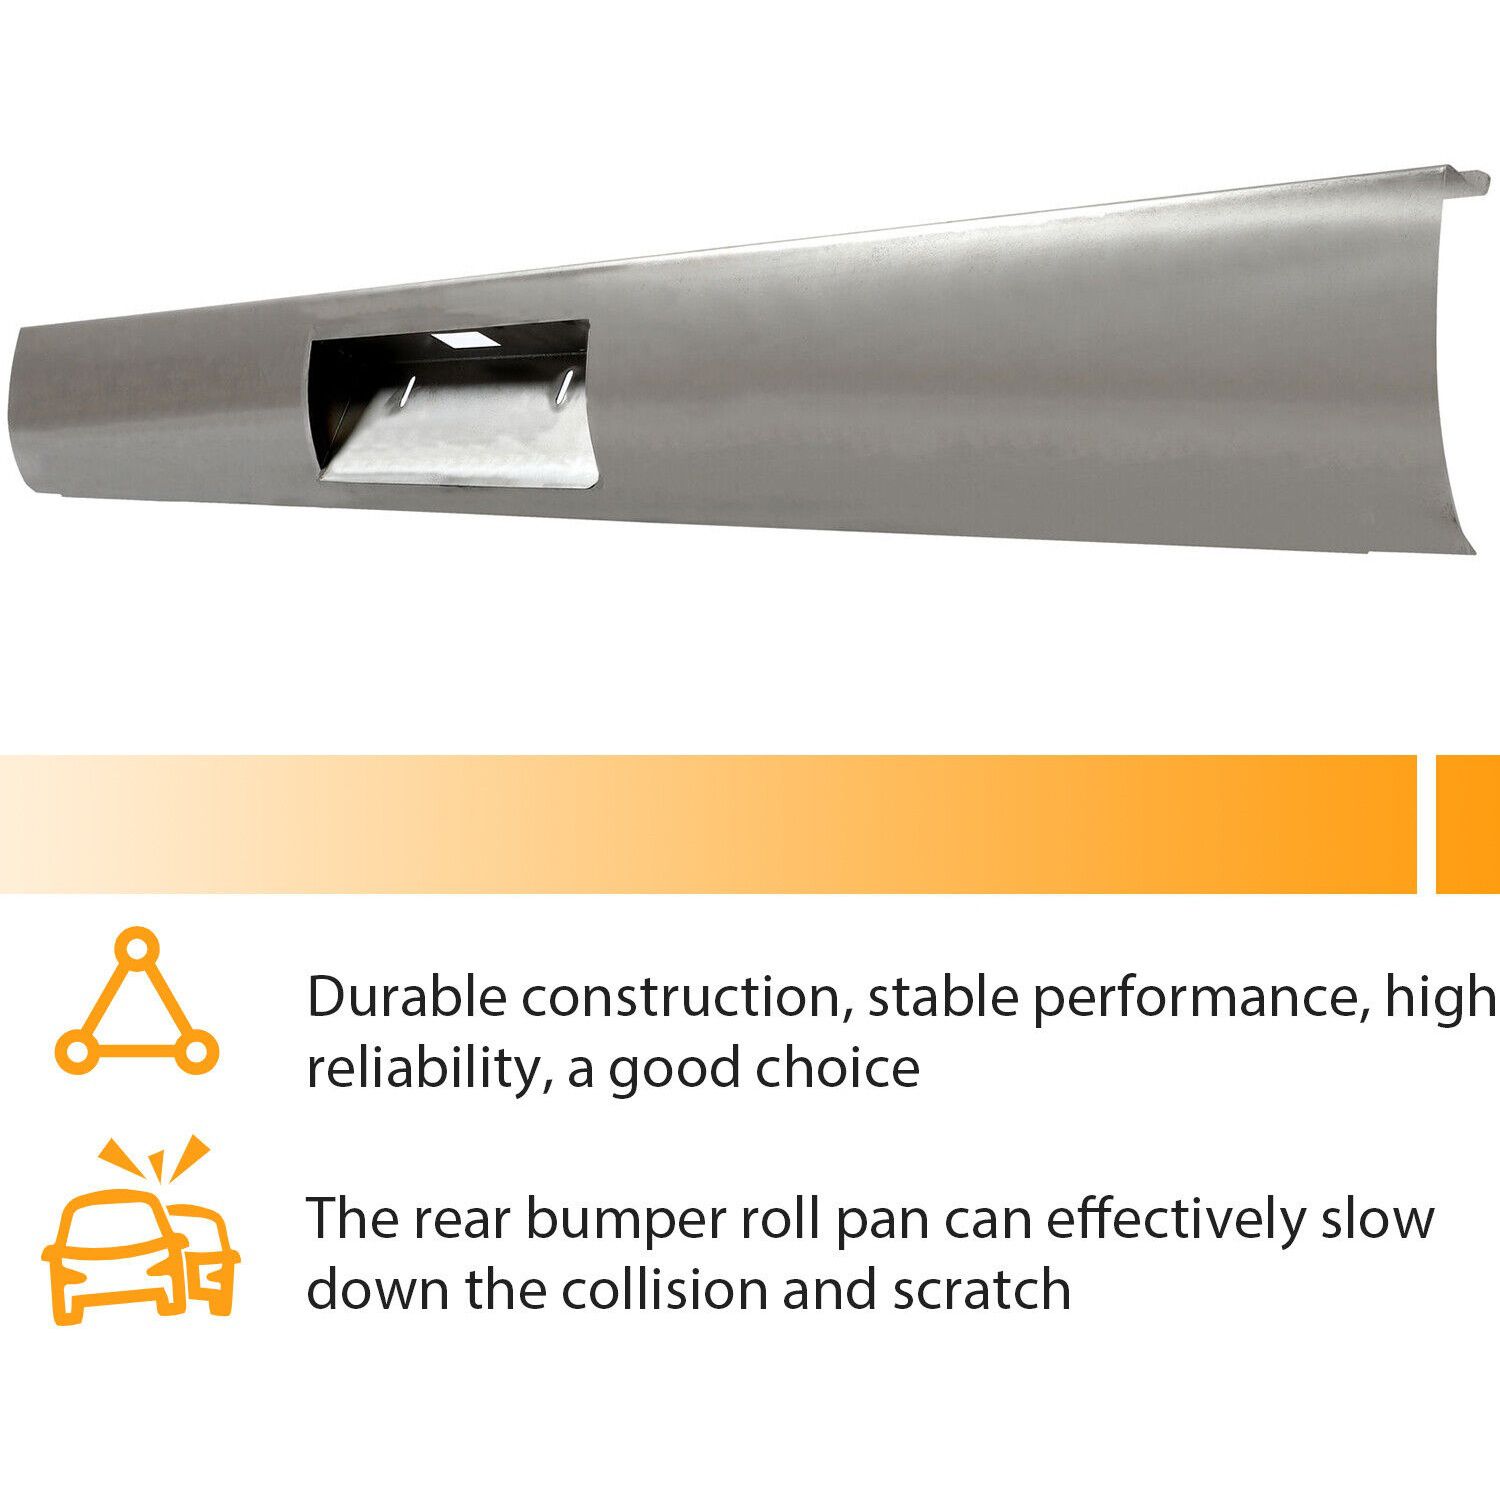 Durable construction, stable performance, high
reliability, a good choice
The rear bumper roll pan can effectively slow
down the collision and scratch